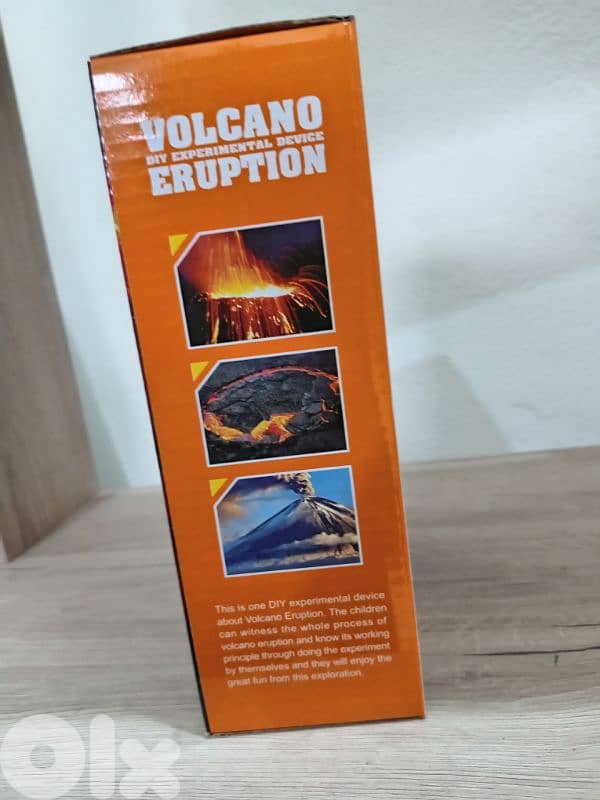 VOLCANO
DIY EXPERIMENTAL DEVICE
ERUPTION
This is one DIY experimental device
about Volcano Eruption. The children
can witness the whole process of
volcano eruption and know its working
principle through doing the experiment
by themselves and they will enjoy the
great fun from this exploration.
Olx